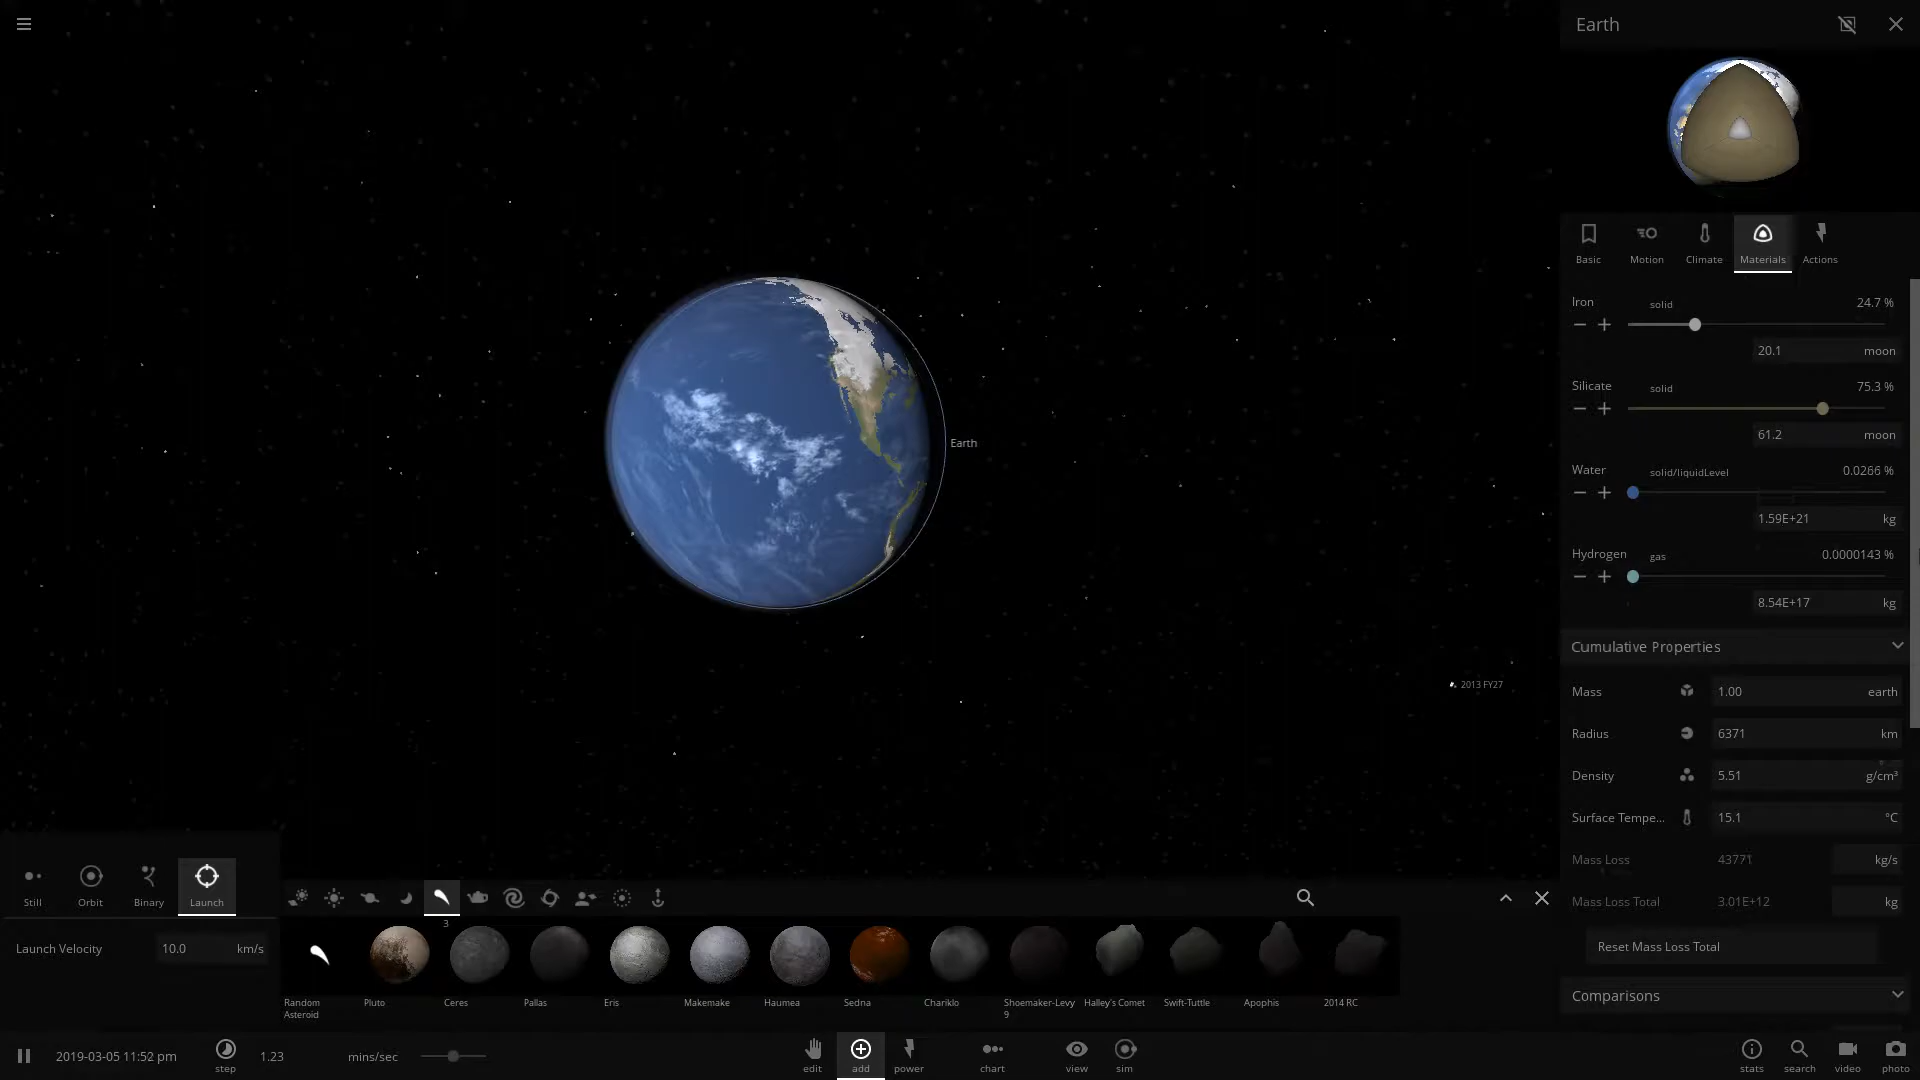 Earth
Basic
Motion
Climate
Materials
Actions
Iron solid 24.7 %
20.1 moon
Silicate solid 75.3 %
61.2 moon
Water solid/liquidLevel 0.0266 %
1.59E+21 kg
Hydrogen gas 0.0000143 %
8.54E+17 kg
Cumulative Properties
Mass 1.00 earth
Radius 6371 km
Density 5.51 g/cm³
Surface Tempe... 15.1 °C
Mass Loss 43771 kg/s
Mass Loss Total 3.01E+12 kg
Reset Mass Loss Total
Comparisons
Earth
2013 FY27
Still
Orbit
Binary
Launch
Launch Velocity 10.0 km/s
3
Random
Asteroid
Pluto
Ceres
Pallas
Eris
Makemake
Haumea
Sedna
Chariklo
Shoemaker-Levy
9
Halley's Comet
Swift-Tuttle
Apophis
2014 RC
2019-03-05 11:52 pm
step
1.23 mins/sec
edit
add
power
chart
view
sim
stats
search
video
photo